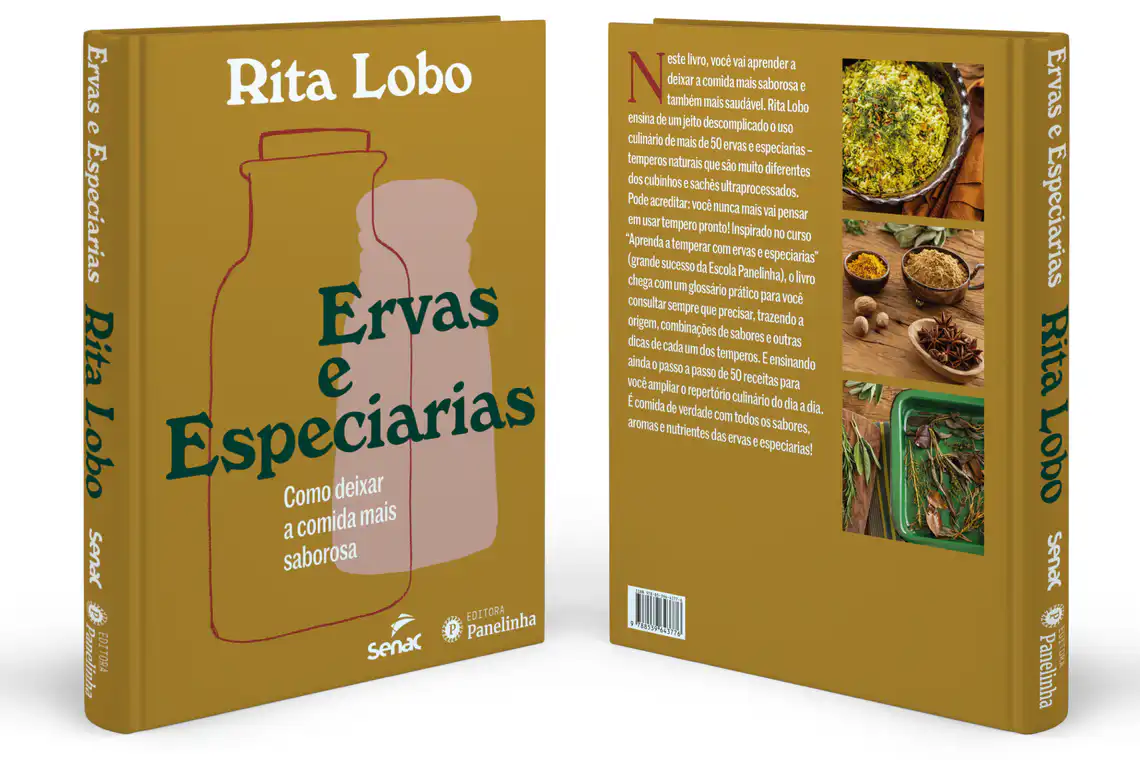 Ervas e Especiarias
Rita Lobo
Senac
EDITORA
Panelinha
Rita Lobo
Ervas
e
Especiarias
Como deixar
a comida mais
saborosa
Senac
EDITORA
Panelinha
Neste livro, você vai aprender a
deixar a comida mais saborosa e
também mais saudável. Rita Lobo
ensina de um jeito descomplicado o uso
culinário de mais de 50 ervas e especiarias –
temperos naturais que são muito diferentes
dos cubinhos e sachês ultraprocessados.
Pode acreditar: você nunca mais vai pensar
em usar tempero pronto! Inspirado no curso
“Aprenda a temperar com ervas e especiarias”
(grande sucesso da Escola Panelinha), o livro
chega com um glossário prático para você
consultar sempre que precisar, trazendo a
origem, combinações de sabores e outras
dicas de cada um dos temperos. E ensinando
ainda o passo a passo de 50 receitas para
você ampliar o repertório culinário do dia a dia.
É comida de verdade com todos os sabores,
aromas e nutrientes das ervas e especiarias!
9 788539 643776
Ervas e Especiarias
Rita Lobo
Senac
EDITORA
Panelinha